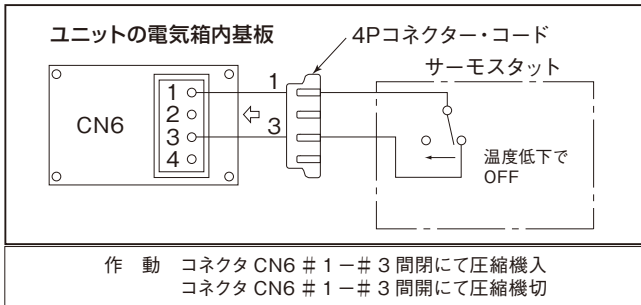 ユニットの電気箱内基板
4Pコネクター・コード
サーモスタット
CN6
1
2
3
4
1
3
温度低下で
OFF
作 動 コネクタ CN6 ＃1－＃3 間閉にて圧縮機入
コネクタ CN6 ＃1－＃3 間開にて圧縮機切